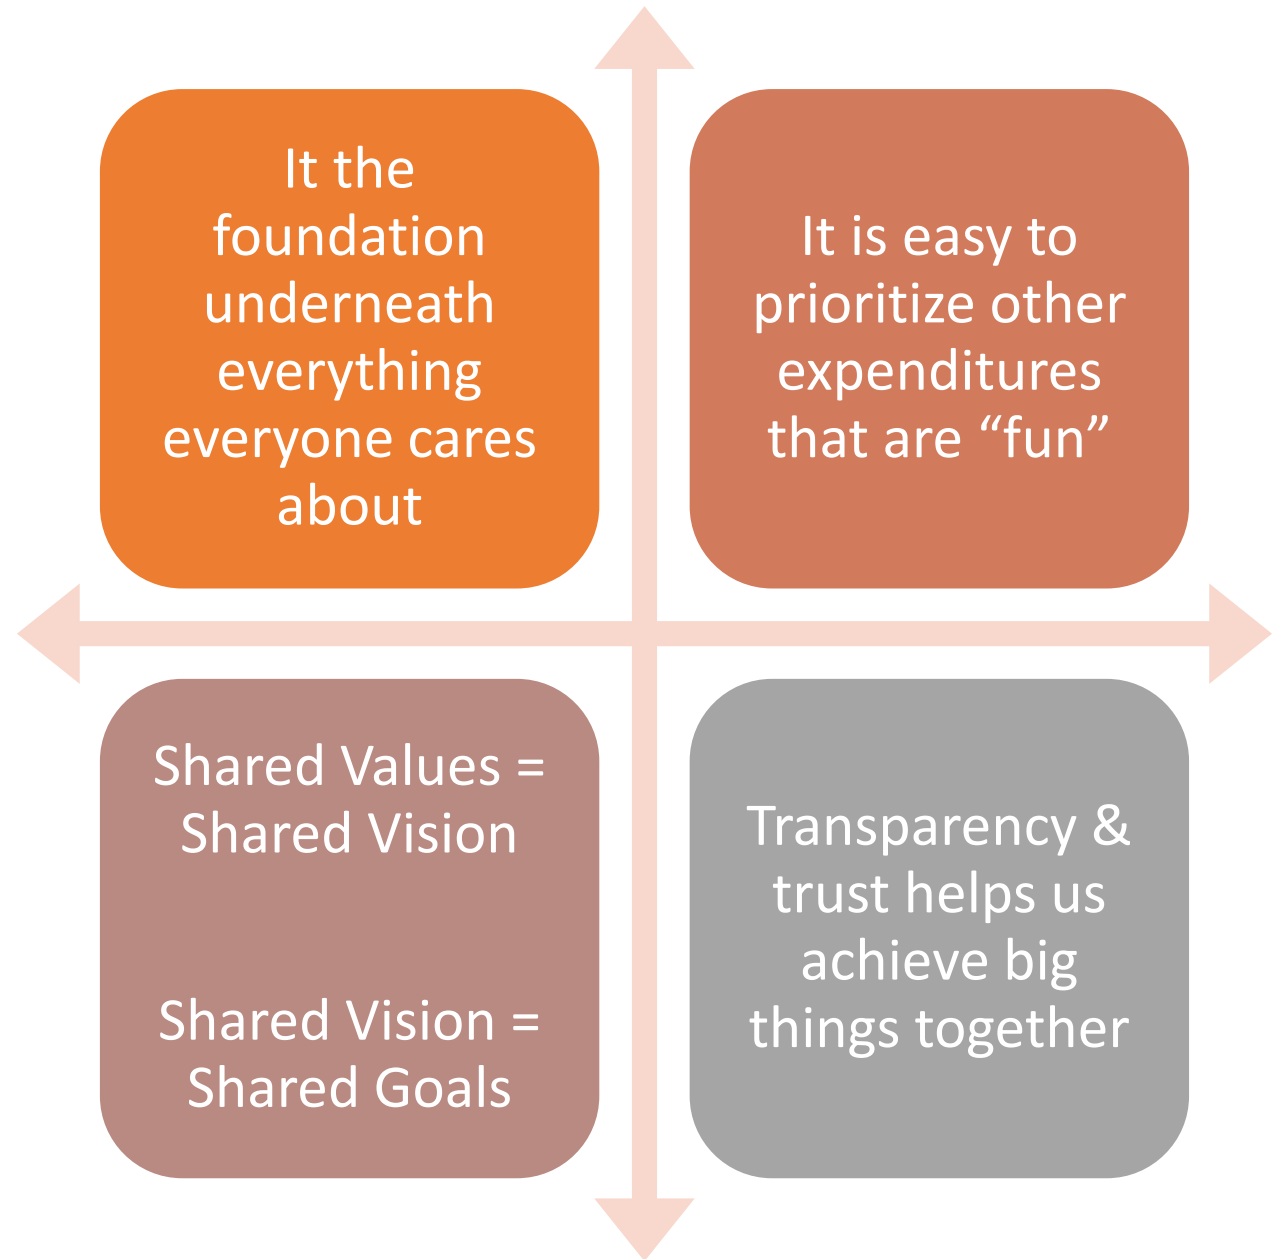 It the
foundation
underneath
everything
everyone cares
about
It is easy to
prioritize other
expenditures
that are “fun”
Shared Values =
Shared Vision
Shared Vision =
Shared Goals
Transparency &
trust helps us
achieve big
things together